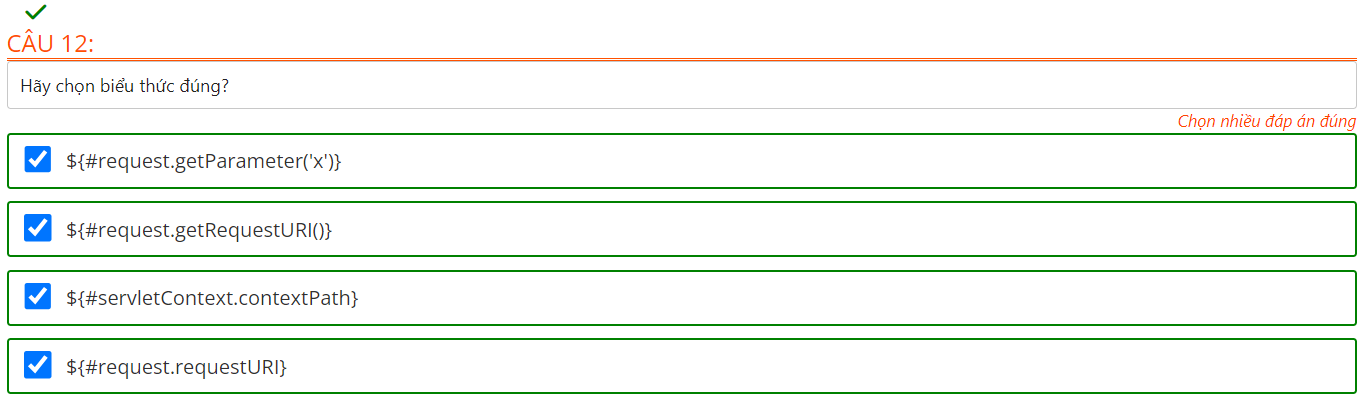 CÂU 12:
Hãy chọn biểu thức đúng?
Chọn nhiều đáp án đúng
${#request.getParameter('x')}
${#request.getRequestURI()}
${#servletContext.contextPath}
${#request.requestURI}